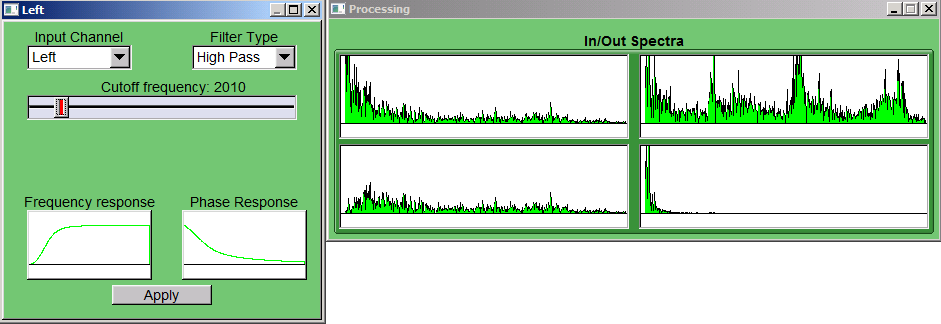 Left
Input Channel
Filter Type
Left
High Pass
Cutoff frequency: 2010
Frequency response
Phase Response
Apply
Processing
In/Out Spectra